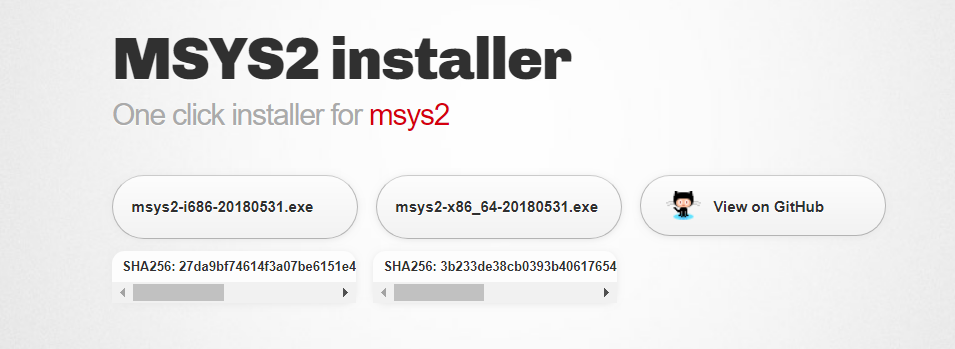 MSYS2 installer
One click installer for msys2
msys2-i686-20180531.exe
msys2-x86_64-20180531.exe
View on GitHub
SHA256: 27da9bf74614f3a07be6151e4
SHA256: 3b233de38cb0393b40617654